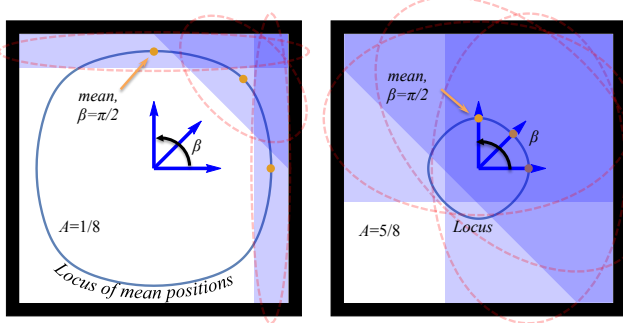 mean,
β=π/2
β
A=1/8
Locus of mean positions
mean,
β=π/2
β
A=5/8
Locus